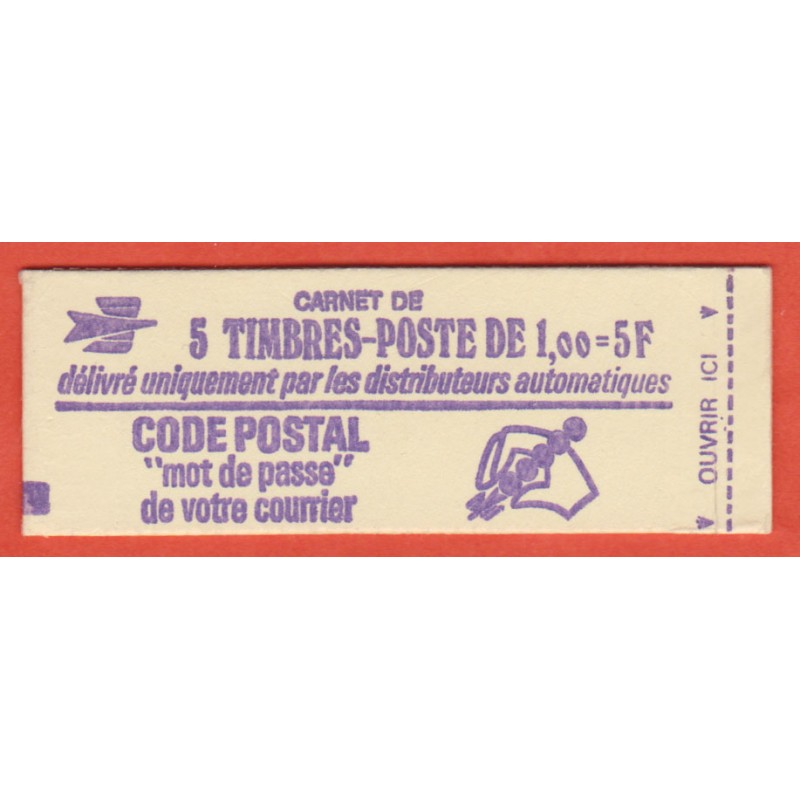 CARNET DE
5 TIMBRES-POSTE DE 1,00=5F
délivré uniquement par les distributeurs automatiques
CODE POSTAL
"mot de passe"
de votre courrier
OUVRIR ICI